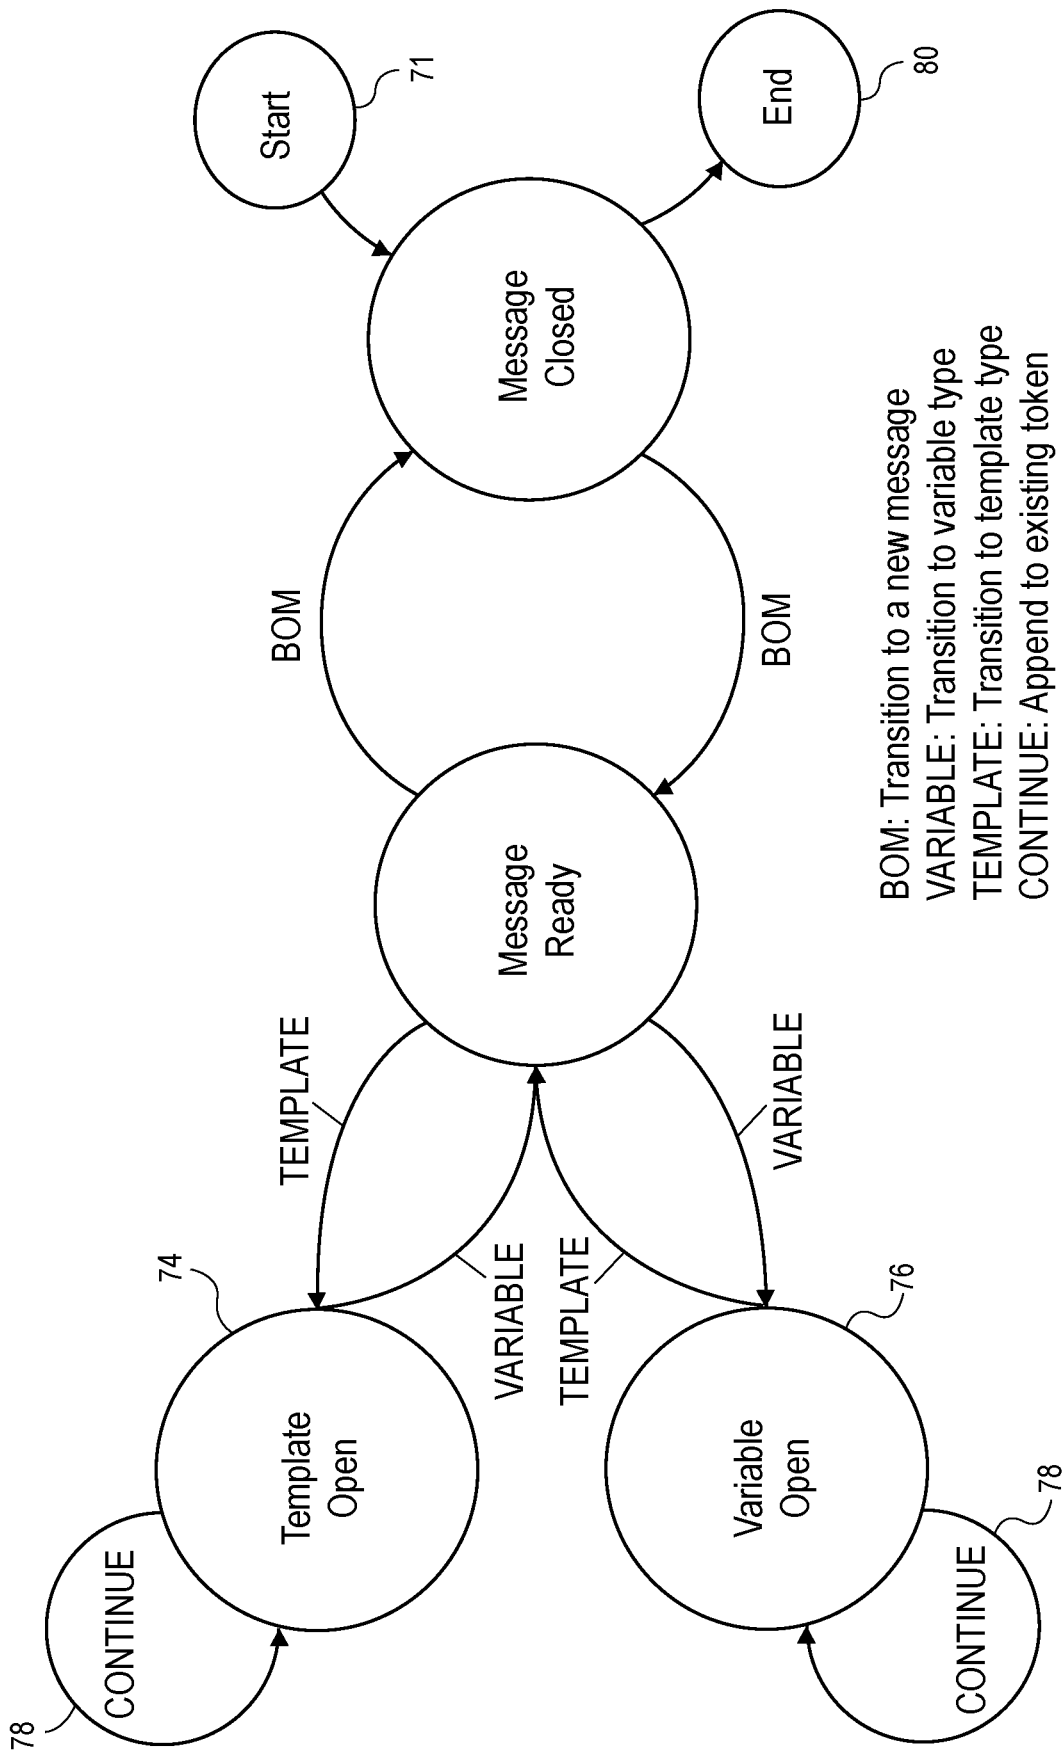 78
CONTINUE
Template
Open
74
TEMPLATE
VARIABLE
Message
Ready
BOM
Message
Closed
Start
71
78
CONTINUE
Variable
Open
76
TEMPLATE
VARIABLE
BOM
End
80
BOM: Transition to a new message
VARIABLE: Transition to variable type
TEMPLATE: Transition to template type
CONTINUE: Append to existing token